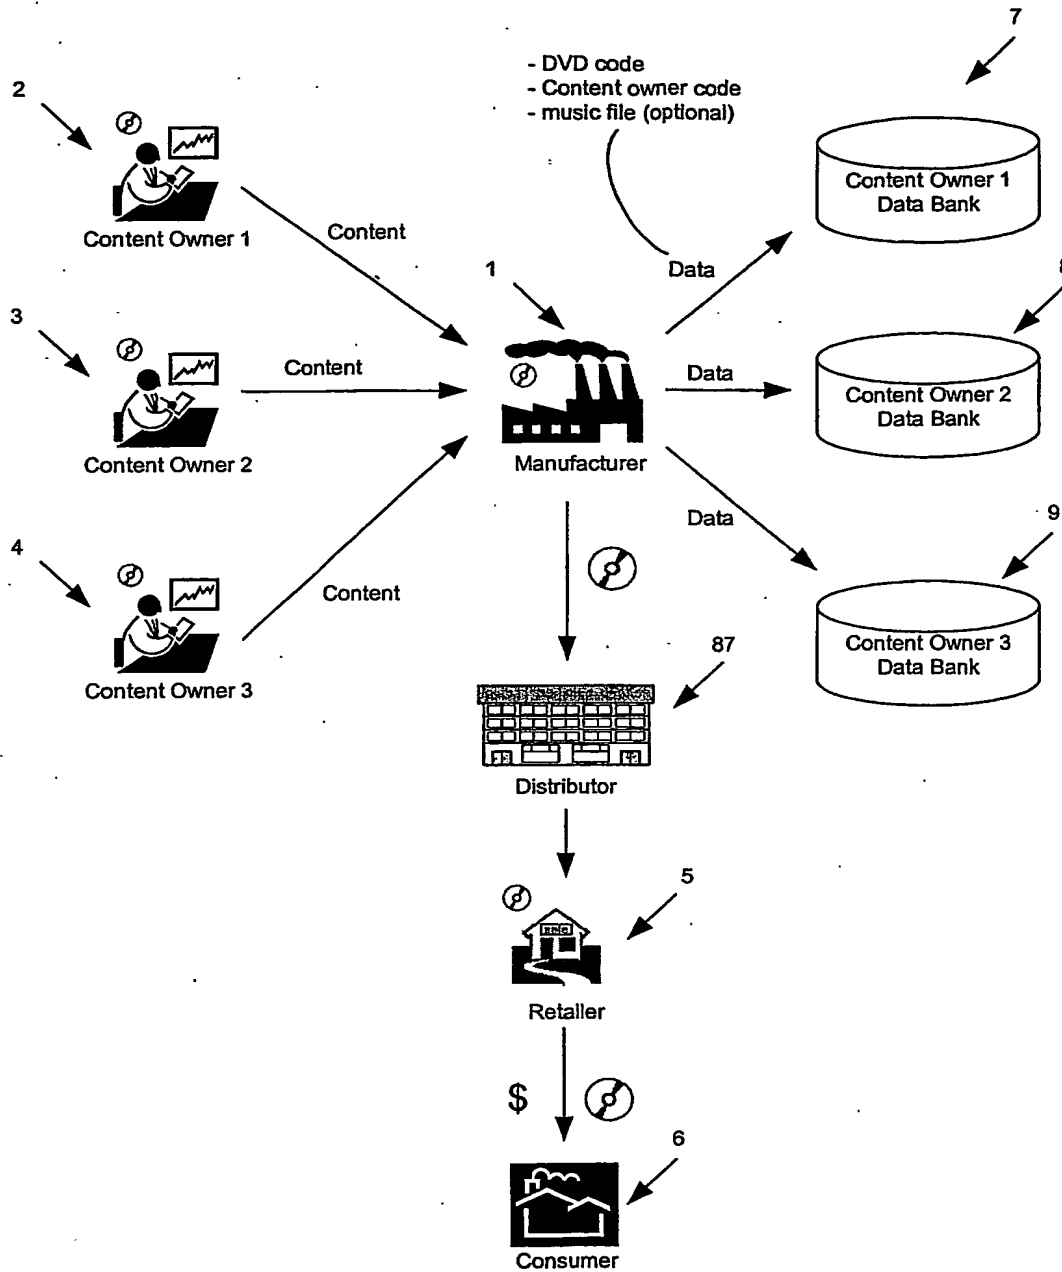 7
- DVD code
- Content owner code
- music file (optional)
2
Content Owner 1
Content
Content Owner 1
Data Bank
1
Data
8
3
Content Owner 2
Content
Data
Content Owner 2
Data Bank
Manufacturer
4
Content Owner 3
Content
Data
9
Content Owner 3
Data Bank
87
Distributor
5
Retailer
$
6
Consumer